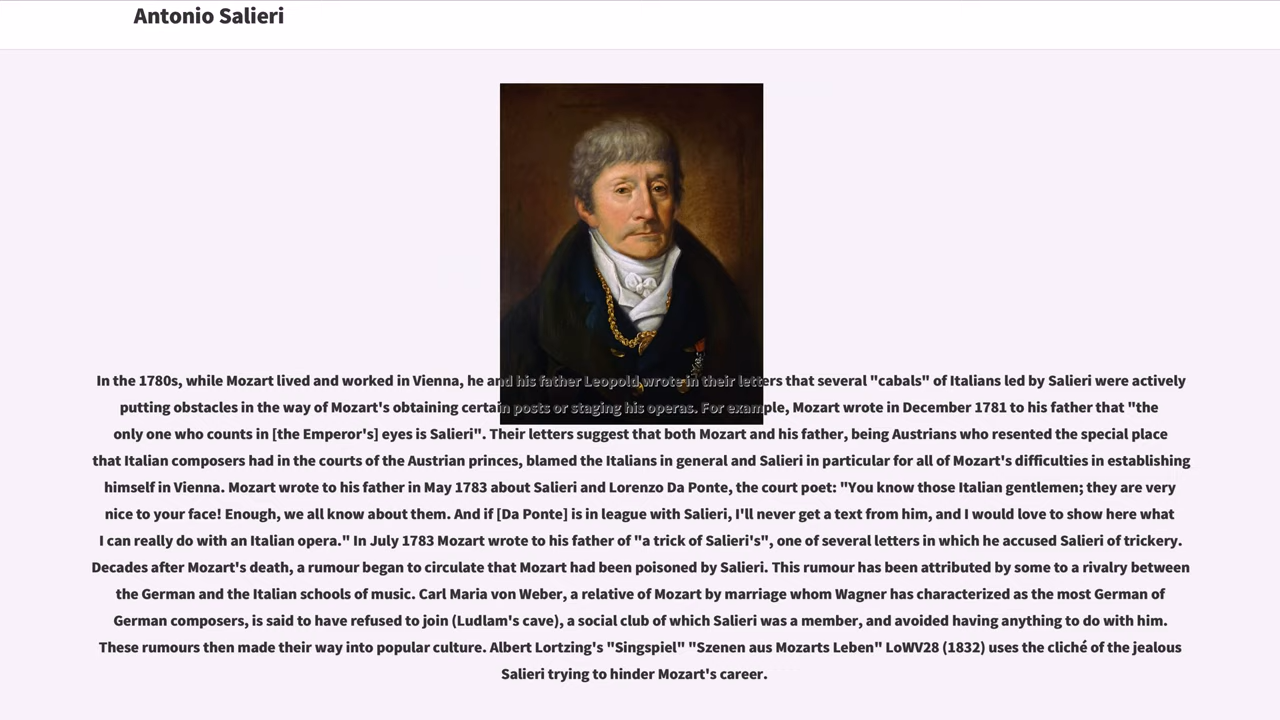 Antonio Salieri
In the 1780s, while Mozart lived and worked in Vienna, he and his father Leopold wrote in their letters that several "cabals" of Italians led by Salieri were actively
putting obstacles in the way of Mozart's obtaining certain posts or staging his operas. For example, Mozart wrote in December 1781 to his father that "the
only one who counts in [the Emperor's] eyes is Salieri". Their letters suggest that both Mozart and his father, being Austrians who resented the special place
that Italian composers had in the courts of the Austrian princes, blamed the Italians in general and Salieri in particular for all of Mozart's difficulties in establishing
himself in Vienna. Mozart wrote to his father in May 1783 about Salieri and Lorenzo Da Ponte, the court poet: "You know those Italian gentlemen; they are very
nice to your face! Enough, we all know about them. And if [Da Ponte] is in league with Salieri, I'll never get a text from him, and I would love to show here what
I can really do with an Italian opera." In July 1783 Mozart wrote to his father of "a trick of Salieri's", one of several letters in which he accused Salieri of trickery.
Decades after Mozart's death, a rumour began to circulate that Mozart had been poisoned by Salieri. This rumour has been attributed by some to a rivalry between
the German and the Italian schools of music. Carl Maria von Weber, a relative of Mozart by marriage whom Wagner has characterized as the most German of
German composers, is said to have refused to join (Ludlam's cave), a social club of which Salieri was a member, and avoided having anything to do with him.
These rumours then made their way into popular culture. Albert Lortzing's "Singspiel" "Szenen aus Mozarts Leben" LoWV28 (1832) uses the cliché of the jealous
Salieri trying to hinder Mozart's career.